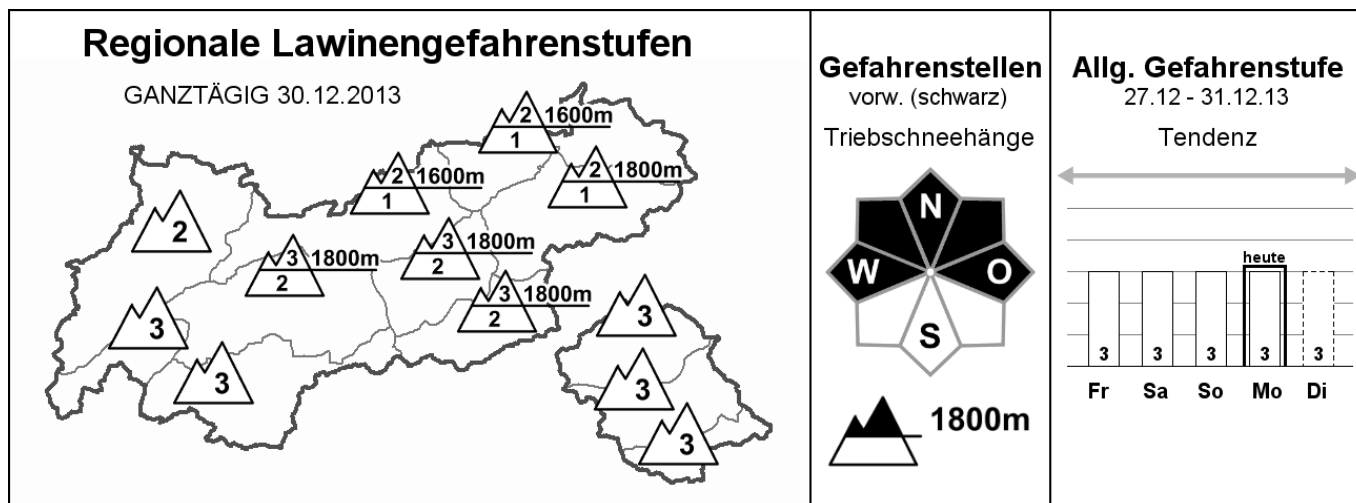 Regionale Lawinengefahrenstufen
GANZTÄGIG 30.12.2013
2 1600m
1
2 1600m
1
2 1800m
1
2
3 1800m
2
3 1800m
2
3 1800m
2
3
3
3
3
3
Gefahrenstellen
vorw. (schwarz)
Triebschneehänge
N
W O
S
1800m
Allg. Gefahrenstufe
27.12 - 31.12.13
Tendenz
heute
3 3 3 3 3
Fr Sa So Mo Di